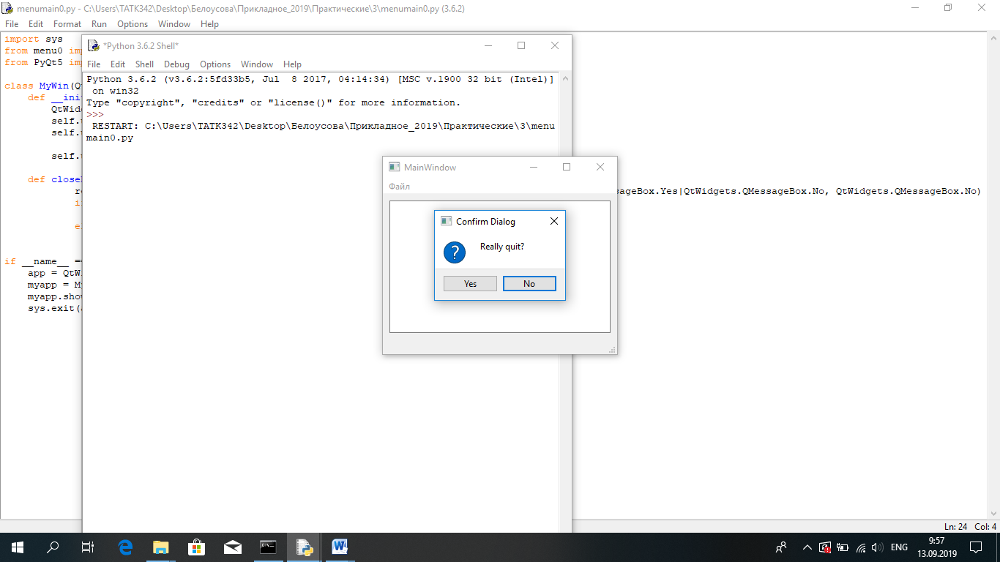 menumain0.py - C:\Users\TATK342\Desktop\Белоусова\Прикладное_2019\Практические\3\menumain0.py (3.6.2)
File Edit Format Run Options Window Help
import sys
from menu0 im
from PyQt5 im
class MyWin(Q
def __ini
QtWid
self.
self.
self.
def close
re
i
e
sageBox.Yes|QtWidgets.QMessageBox.No, QtWidgets.QMessageBox.No)
if __name__ ==
app = QtW
myapp = M
myapp.sho
sys.exit(
*Python 3.6.2 Shell*
File Edit Shell Debug Options Window Help
Python 3.6.2 (v3.6.2:5fd33b5, Jul  8 2017, 04:14:34) [MSC v.1900 32 bit (Intel)]
on win32
Type "copyright", "credits" or "license()" for more information.
>>>
RESTART: C:\Users\TATK342\Desktop\Белоусова\Прикладное_2019\Практические\3\menu
main0.py
MainWindow
Файл
Confirm Dialog
Really quit?
Yes No
Ln: 24 Col: 4
ENG
9:57
13.09.2019